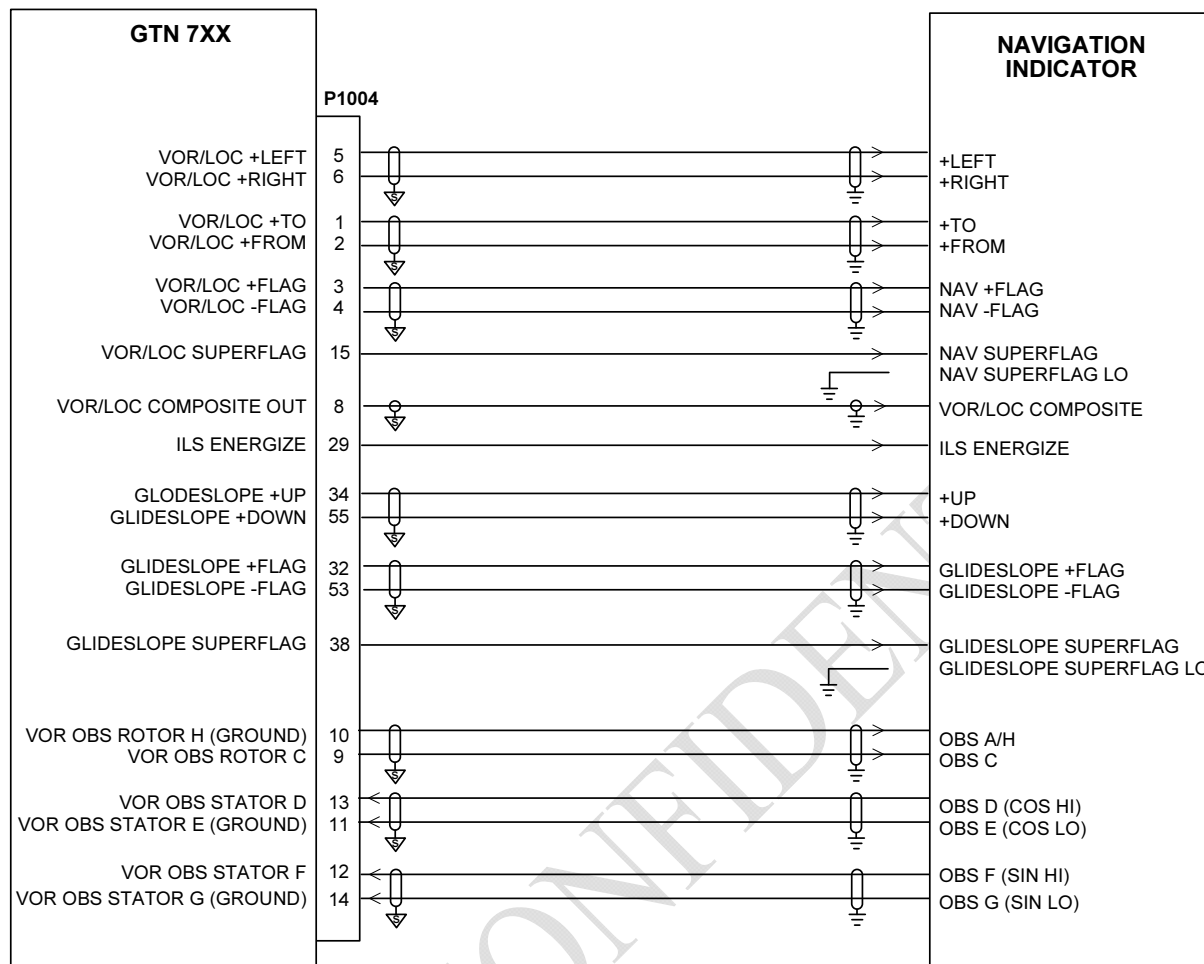 GTN 7XX
NAVIGATION
INDICATOR
P1004
VOR/LOC +LEFT 5 +LEFT
VOR/LOC +RIGHT 6 +RIGHT
S
VOR/LOC +TO 1 +TO
VOR/LOC +FROM 2 +FROM
S
VOR/LOC +FLAG 3 NAV +FLAG
VOR/LOC -FLAG 4 NAV -FLAG
S
VOR/LOC SUPERFLAG 15 NAV SUPERFLAG
NAV SUPERFLAG LO
VOR/LOC COMPOSITE OUT 8 VOR/LOC COMPOSITE
S
ILS ENERGIZE 29 ILS ENERGIZE
GLODESLOPE +UP 34 +UP
GLIDESLOPE +DOWN 55 +DOWN
S
GLIDESLOPE +FLAG 32 GLIDESLOPE +FLAG
GLIDESLOPE -FLAG 53 GLIDESLOPE -FLAG
S
GLIDESLOPE SUPERFLAG 38 GLIDESLOPE SUPERFLAG
GLIDESLOPE SUPERFLAG LO
VOR OBS ROTOR H (GROUND) 10 OBS A/H
VOR OBS ROTOR C 9 OBS C
S
VOR OBS STATOR D 13 OBS D (COS HI)
VOR OBS STATOR E (GROUND) 11 OBS E (COS LO)
S
VOR OBS STATOR F 12 OBS F (SIN HI)
VOR OBS STATOR G (GROUND) 14 OBS G (SIN LO)
S
ONFIDENT